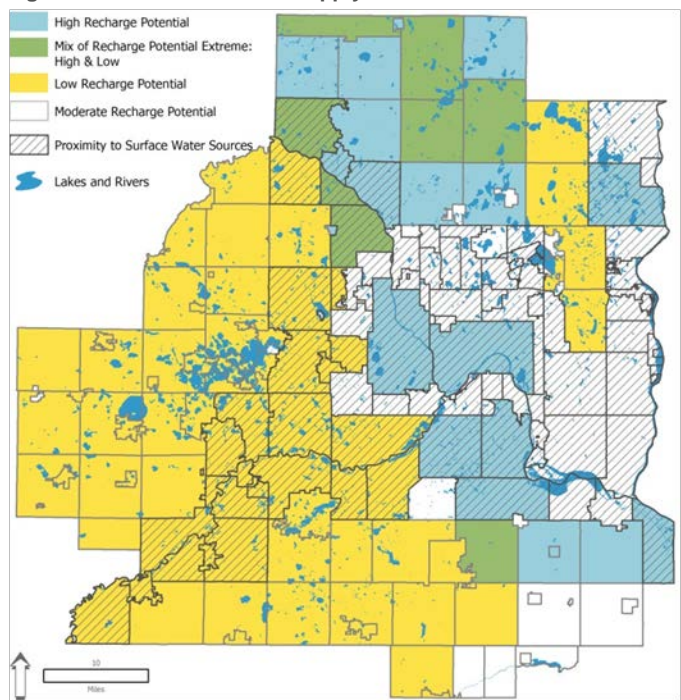 High Recharge Potential
Mix of Recharge Potential Extreme:
High & Low
Low Recharge Potential
Moderate Recharge Potential
Proximity to Surface Water Sources
Lakes and Rivers
10
Miles